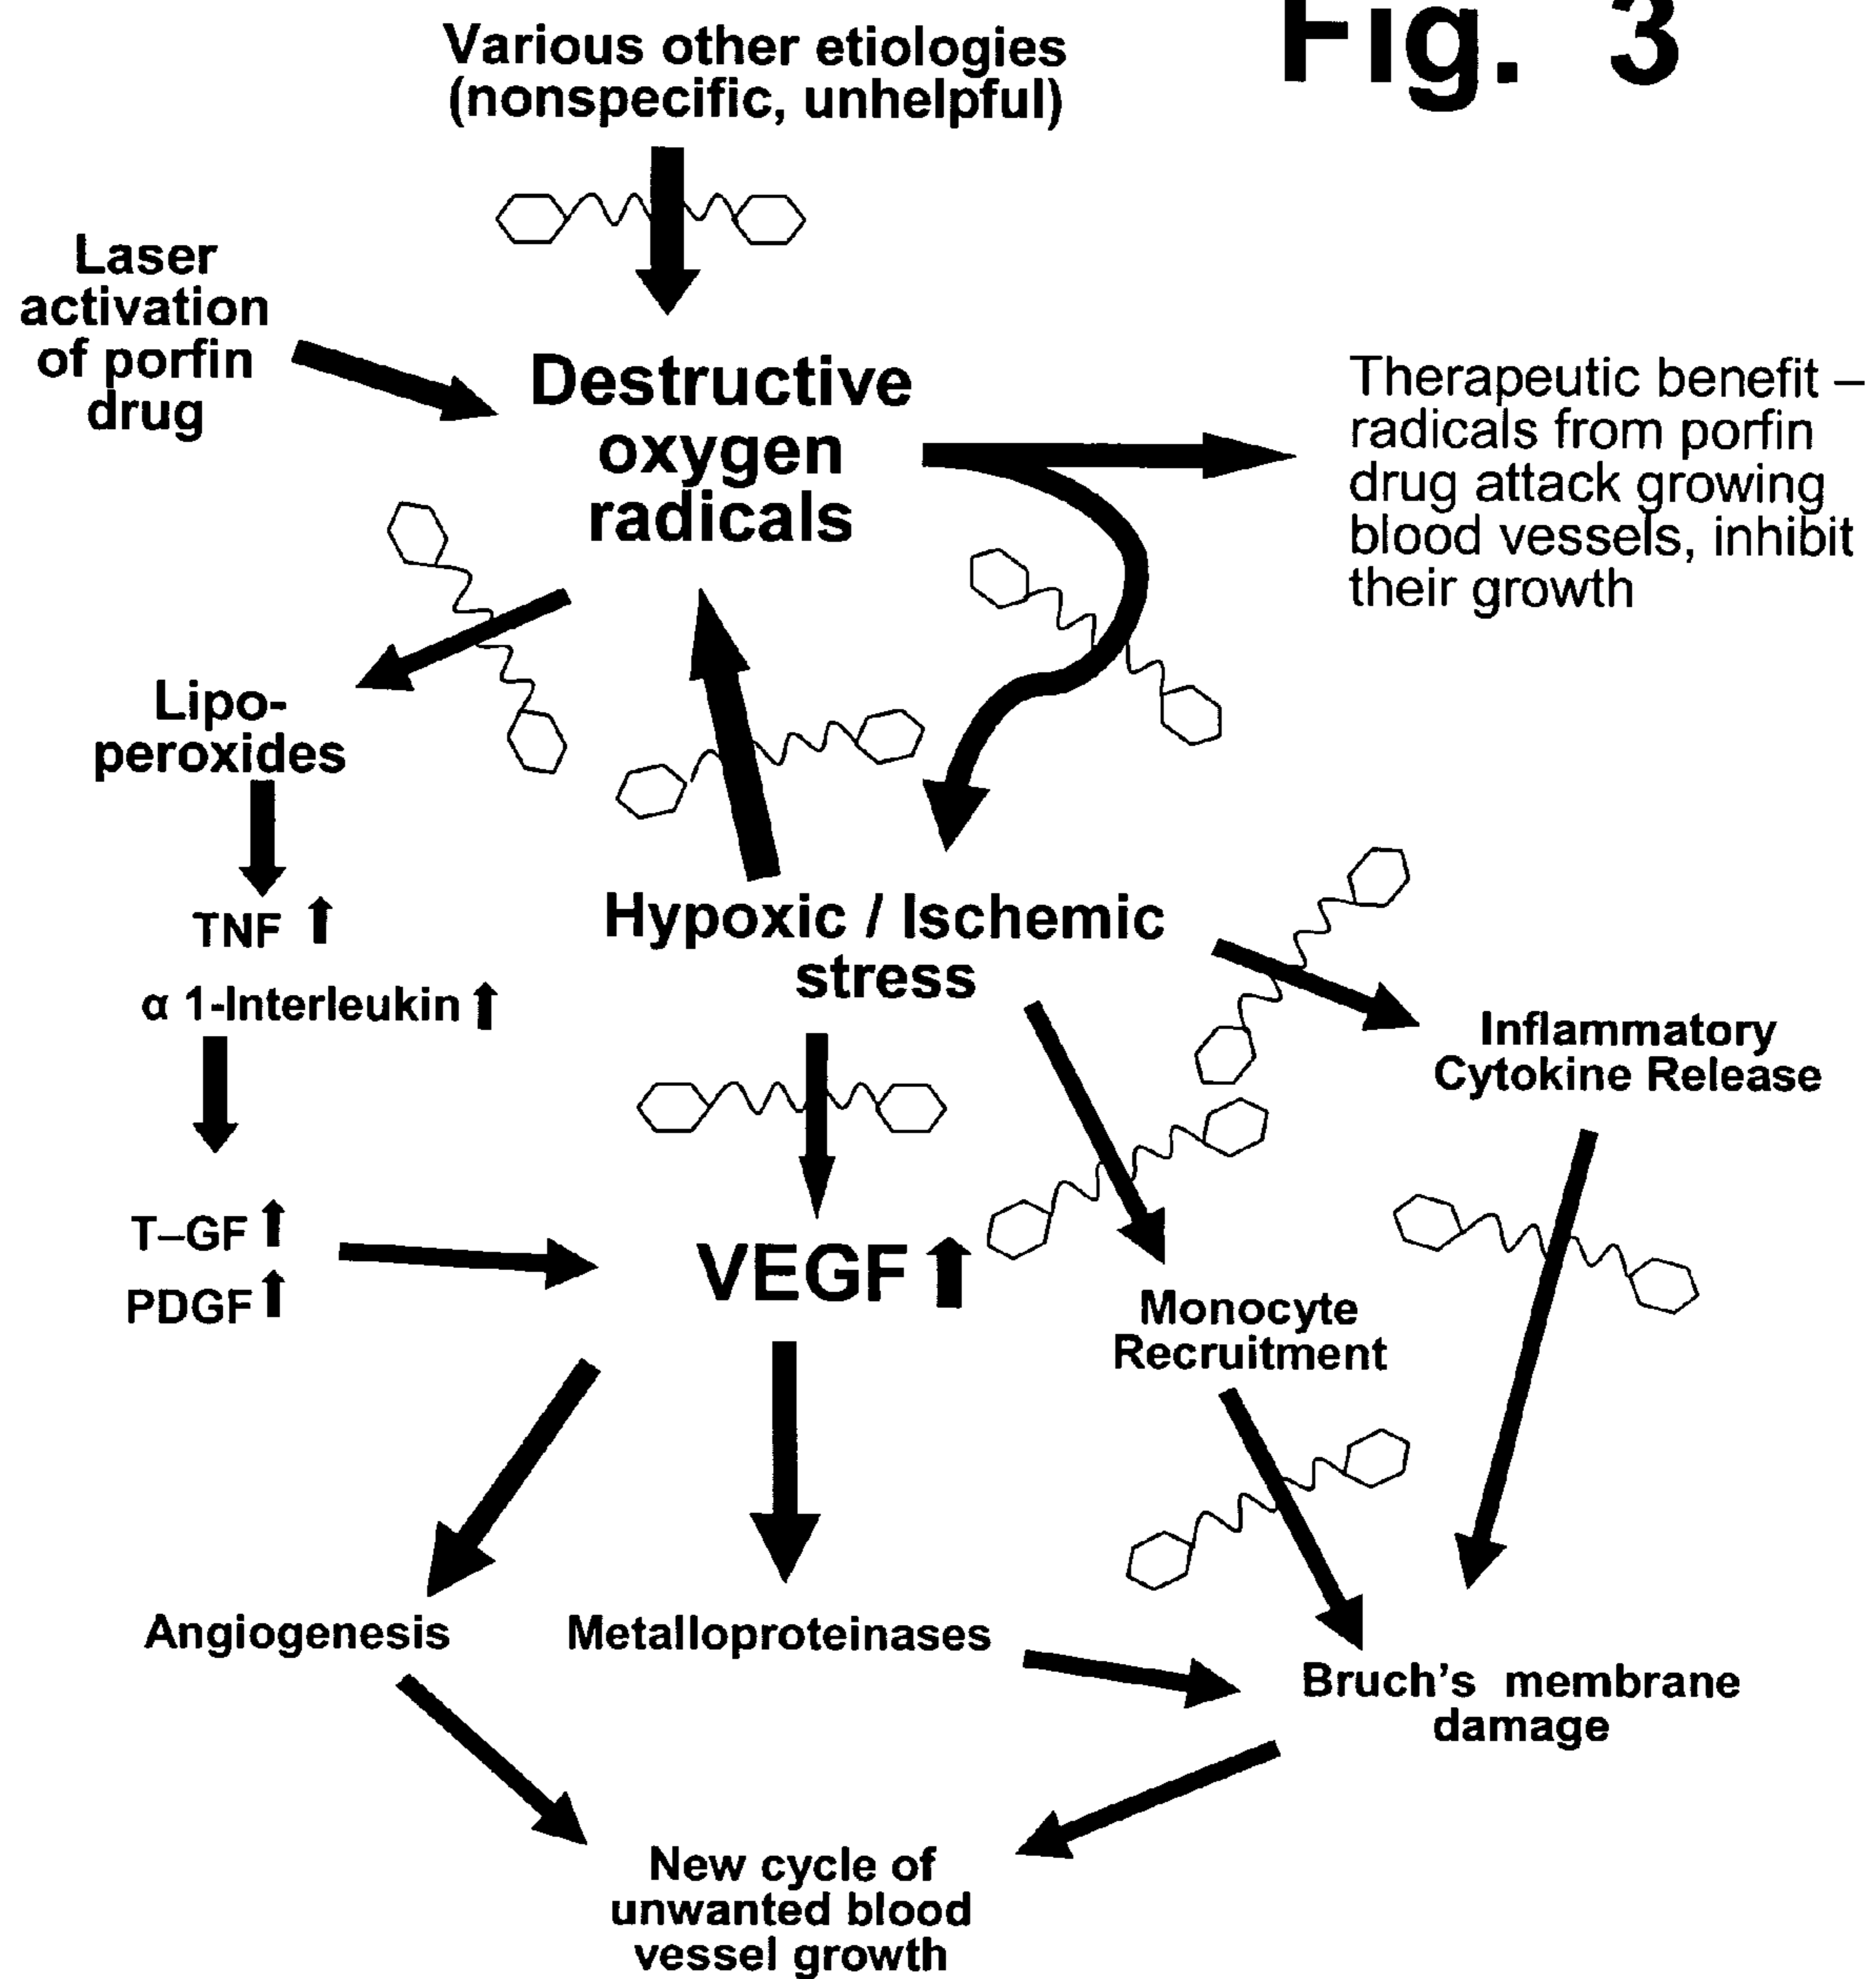 Fig. 3
Various other etiologies
(nonspecific, unhelpful)
Laser
activation
of porfin
drug
Destructive
oxygen
radicals
Therapeutic benefit –
radicals from porfin
drug attack growing
blood vessels, inhibit
their growth
Lipo-
peroxides
TNF ⬆
α 1-Interleukin ⬆
Hypoxic / Ischemic
stress
Inflammatory
Cytokine Release
T–GF ⬆
PDGF ⬆
VEGF ⬆
Monocyte
Recruitment
Angiogenesis
Metalloproteinases
Bruch's membrane
damage
New cycle of
unwanted blood
vessel growth